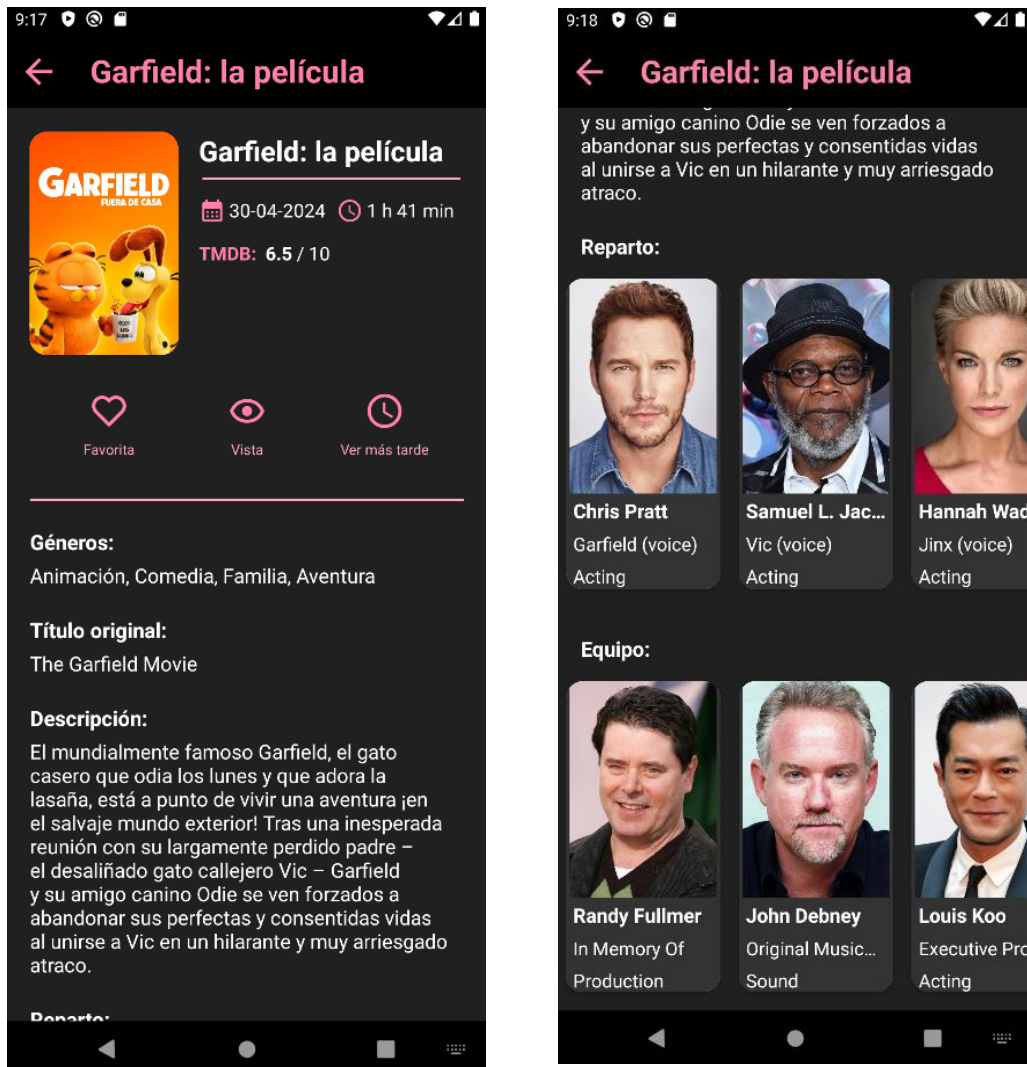 9:17
Garfield: la película
GARFIELD
FUERA DE CASA
Garfield: la película
30-04-2024 1 h 41 min
TMDB: 6.5 / 10
Favorita Vista Ver más tarde
Géneros:
Animación, Comedia, Familia, Aventura
Título original:
The Garfield Movie
Descripción:
El mundialmente famoso Garfield, el gato
casero que odia los lunes y que adora la
lasaña, está a punto de vivir una aventura ¡en
el salvaje mundo exterior! Tras una inesperada
reunión con su largamente perdido padre –
el desaliñado gato callejero Vic – Garfield
y su amigo canino Odie se ven forzados a
abandonar sus perfectas y consentidas vidas
al unirse a Vic en un hilarante y muy arriesgado
atraco.
Reparto:
9:18
Garfield: la película
y su amigo canino Odie se ven forzados a
abandonar sus perfectas y consentidas vidas
al unirse a Vic en un hilarante y muy arriesgado
atraco.
Reparto:
Chris Pratt Samuel L. Jac... Hannah Wad
Garfield (voice) Vic (voice) Jinx (voice)
Acting Acting Acting
Equipo:
Randy Fullmer John Debney Louis Koo
In Memory Of Original Music... Executive Pro
Production Sound Acting